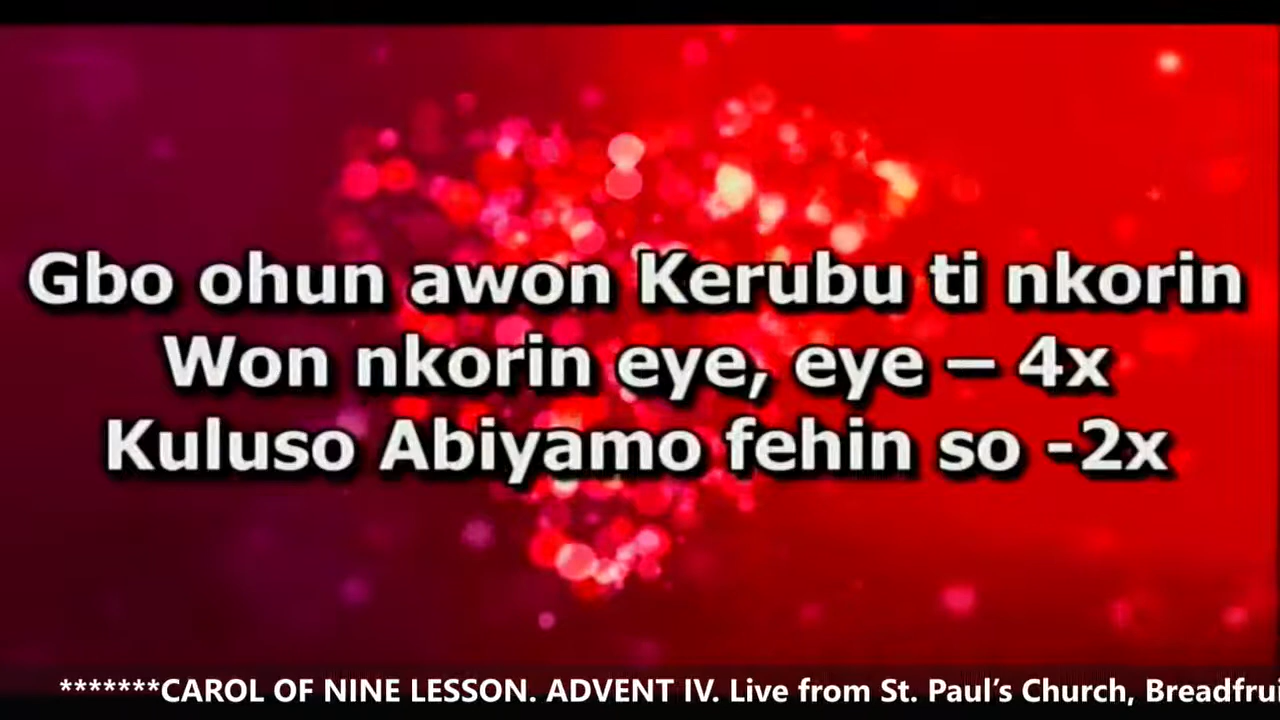 Gbo ohun awon Kerubu ti nkorin
Won nkorin eye, eye – 4x
Kuluso Abiyamo fehin so -2x
*******CAROL OF NINE LESSON. ADVENT IV. Live from St. Paul’s Church,